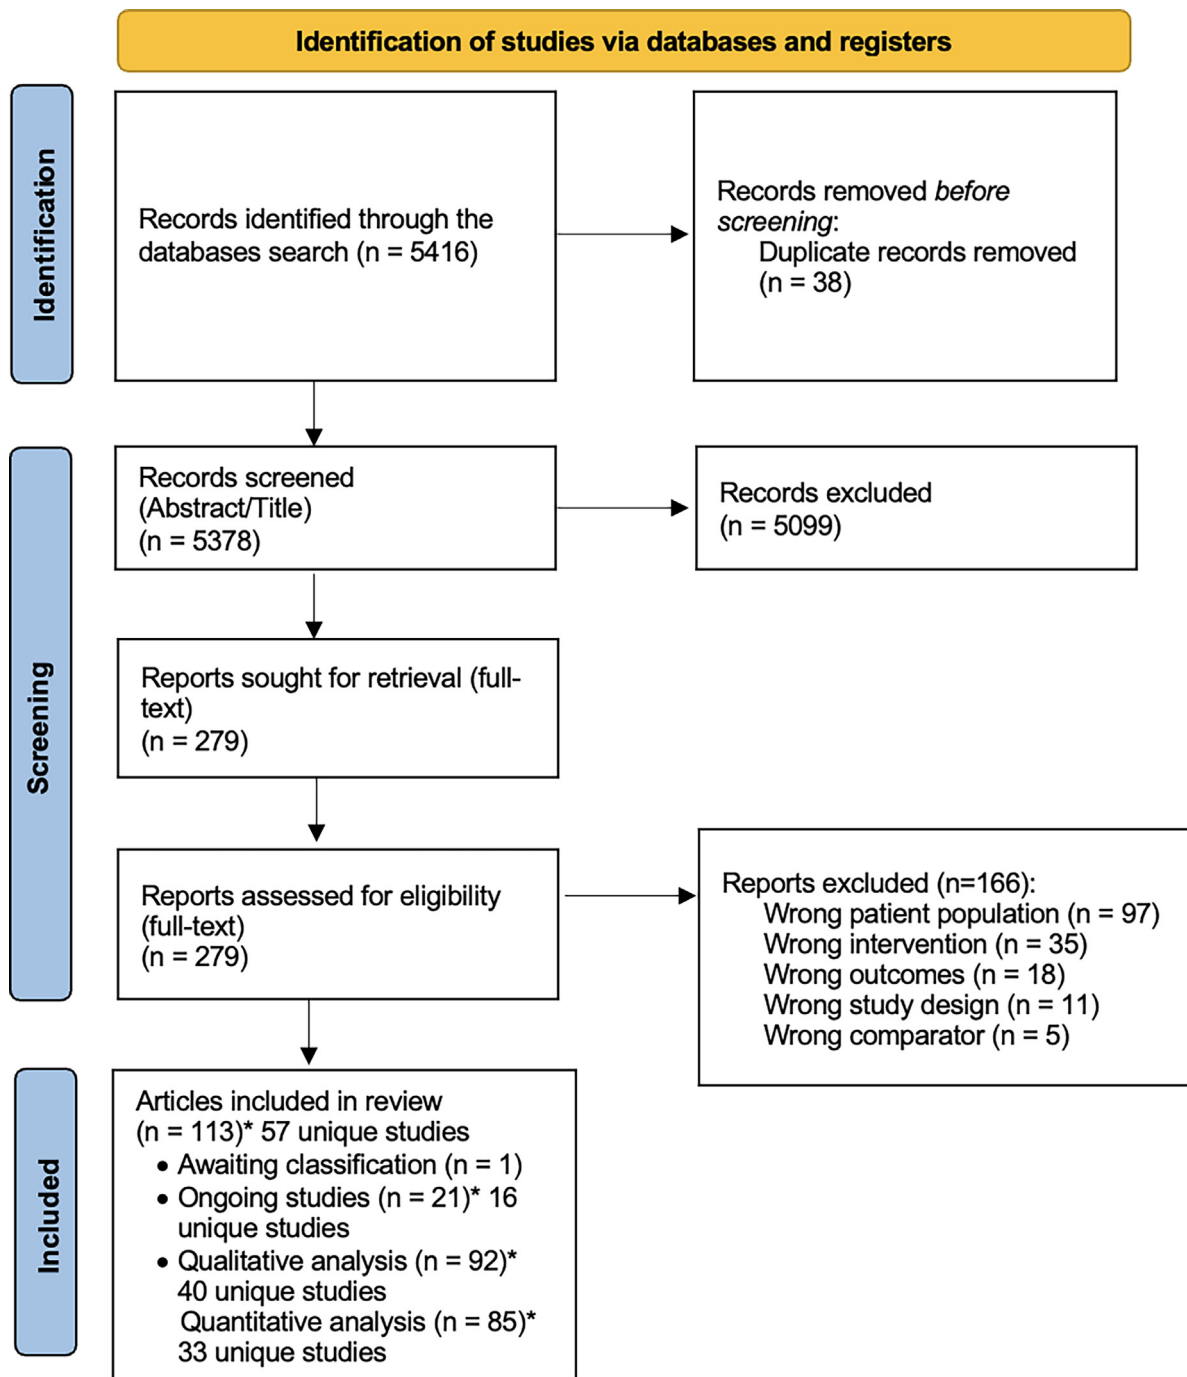 Identification of studies via databases and registers
Identification
Records identified through the
databases search (n = 5416)
Records removed before
screening:
Duplicate records removed
(n = 38)
Screening
Records screened
(Abstract/Title)
(n = 5378)
Records excluded
(n = 5099)
Reports sought for retrieval (full-
text)
(n = 279)
Reports assessed for eligibility
(full-text)
(n = 279)
Reports excluded (n=166):
Wrong patient population (n = 97)
Wrong intervention (n = 35)
Wrong outcomes (n = 18)
Wrong study design (n = 11)
Wrong comparator (n = 5)
Included
Articles included in review
(n = 113)* 57 unique studies
• Awaiting classification (n = 1)
• Ongoing studies (n = 21)* 16
unique studies
• Qualitative analysis (n = 92)*
40 unique studies
Quantitative analysis (n = 85)*
33 unique studies